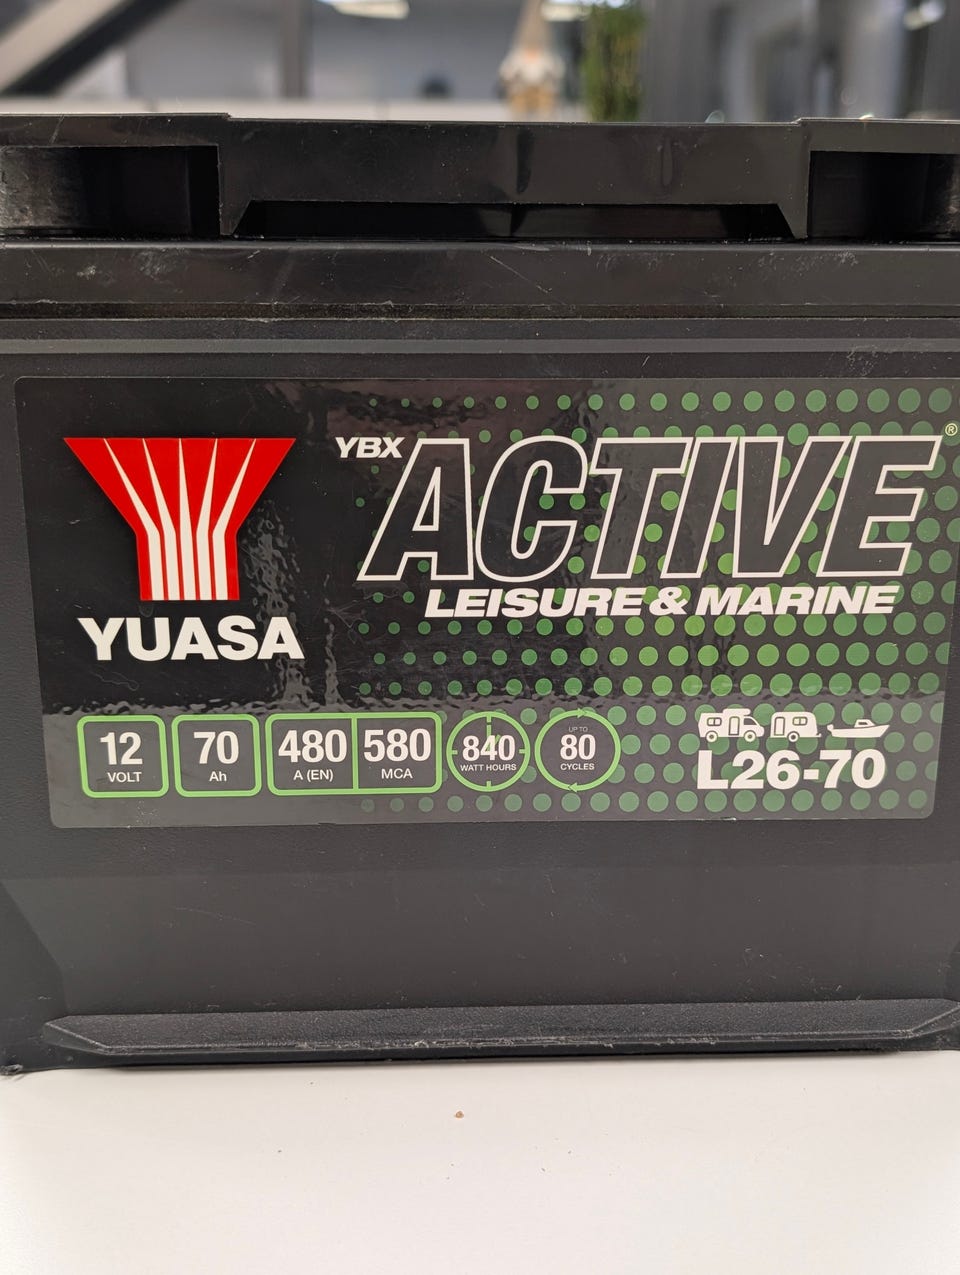 YBX ACTIVE®
LEISURE & MARINE
YUASA
12
VOLT
70
Ah
480
A (EN)
580
MCA
840
WATT HOURS
UP TO
80
CYCLES
L26-70